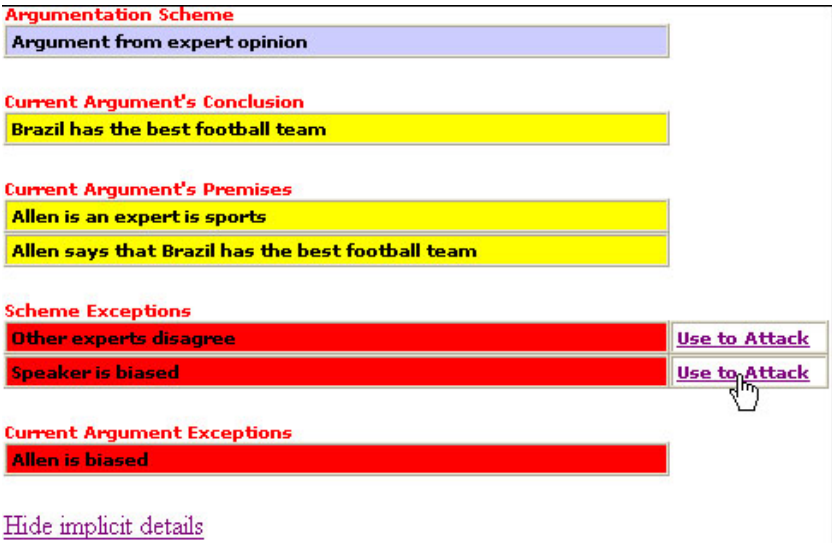 Argumentation Scheme
Argument from expert opinion
Current Argument's Conclusion
Brazil has the best football team
Current Argument's Premises
Allen is an expert is sports
Allen says that Brazil has the best football team
Scheme Exceptions
Other experts disagree Use to Attack
Speaker is biased Use to Attack
Current Argument Exceptions
Allen is biased
Hide implicit details